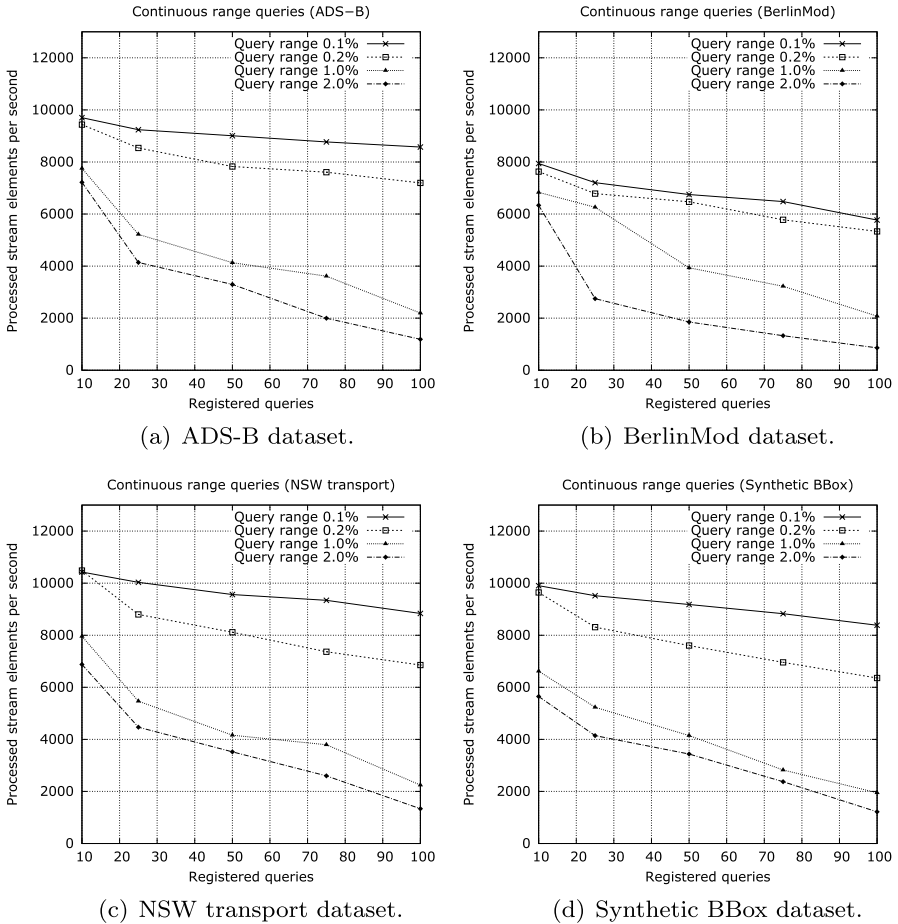 Continuous range queries (ADS−B)
Processed stream elements per second
12000
10000
8000
6000
4000
2000
0
Query range 0.1%
Query range 0.2%
Query range 1.0%
Query range 2.0%
10 20 30 40 50 60 70 80 90 100
Registered queries
(a) ADS-B dataset.
Continuous range queries (BerlinMod)
Processed stream elements per second
12000
10000
8000
6000
4000
2000
0
Query range 0.1%
Query range 0.2%
Query range 1.0%
Query range 2.0%
10 20 30 40 50 60 70 80 90 100
Registered queries
(b) BerlinMod dataset.
Continuous range queries (NSW transport)
Processed stream elements per second
12000
10000
8000
6000
4000
2000
0
Query range 0.1%
Query range 0.2%
Query range 1.0%
Query range 2.0%
10 20 30 40 50 60 70 80 90 100
Registered queries
(c) NSW transport dataset.
Continuous range queries (Synthetic BBox)
Processed stream elements per second
12000
10000
8000
6000
4000
2000
0
Query range 0.1%
Query range 0.2%
Query range 1.0%
Query range 2.0%
10 20 30 40 50 60 70 80 90 100
Registered queries
(d) Synthetic BBox dataset.